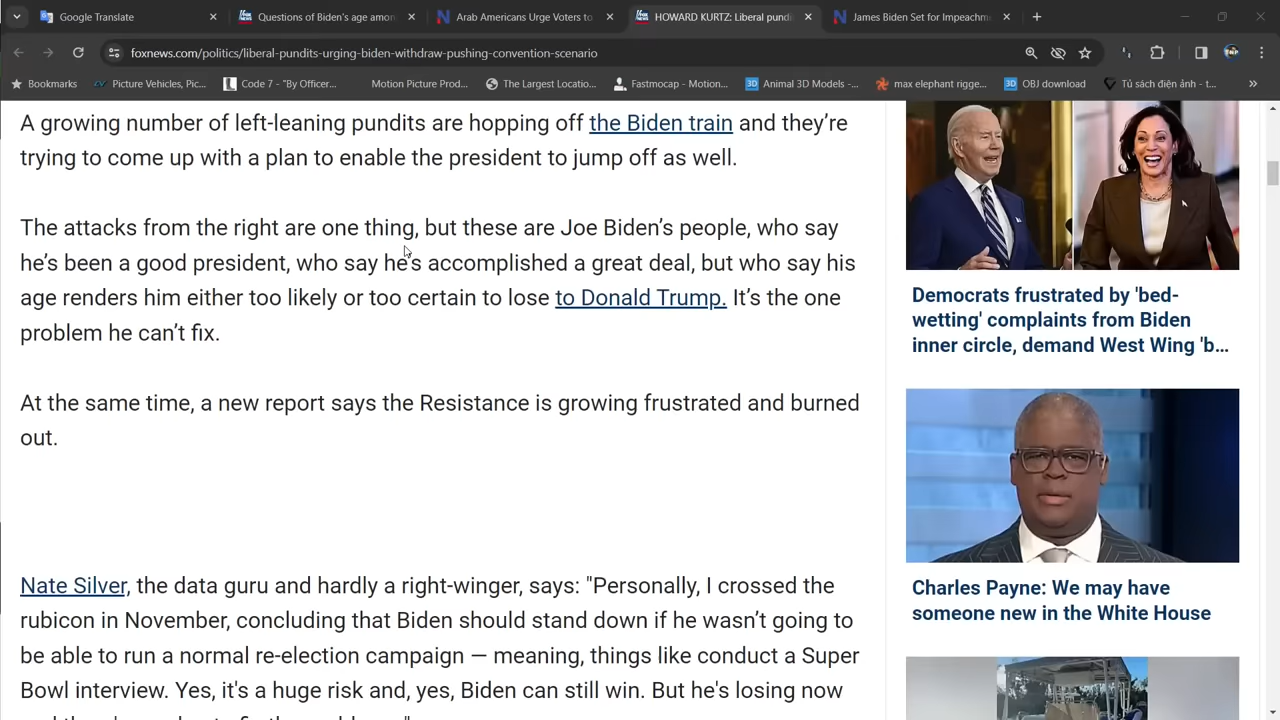 Google Translate
Questions of Biden's age amon
Arab Americans Urge Voters to
HOWARD KURTZ: Liberal pundi
James Biden Set for Impeachme
foxnews.com/politics/liberal-pundits-urging-biden-withdraw-pushing-convention-scenario
Bookmarks
Picture Vehicles, Pic...
Code 7 - "By Officer...
Motion Picture Prod...
The Largest Locatio...
Fastmocap - Motion...
Animal 3D Models -...
max elephant rigge...
OBJ download
Tủ sách điện ảnh - t...
A growing number of left-leaning pundits are hopping off the Biden train and they’re
trying to come up with a plan to enable the president to jump off as well.
The attacks from the right are one thing, but these are Joe Biden’s people, who say
he’s been a good president, who say he’s accomplished a great deal, but who say his
age renders him either too likely or too certain to lose to Donald Trump. It’s the one
problem he can’t fix.
At the same time, a new report says the Resistance is growing frustrated and burned
out.
Nate Silver, the data guru and hardly a right-winger, says: "Personally, I crossed the
rubicon in November, concluding that Biden should stand down if he wasn’t going to
be able to run a normal re-election campaign — meaning, things like conduct a Super
Bowl interview. Yes, it's a huge risk and, yes, Biden can still win. But he's losing now
Democrats frustrated by 'bed-
wetting' complaints from Biden
inner circle, demand West Wing 'b...
Charles Payne: We may have
someone new in the White House